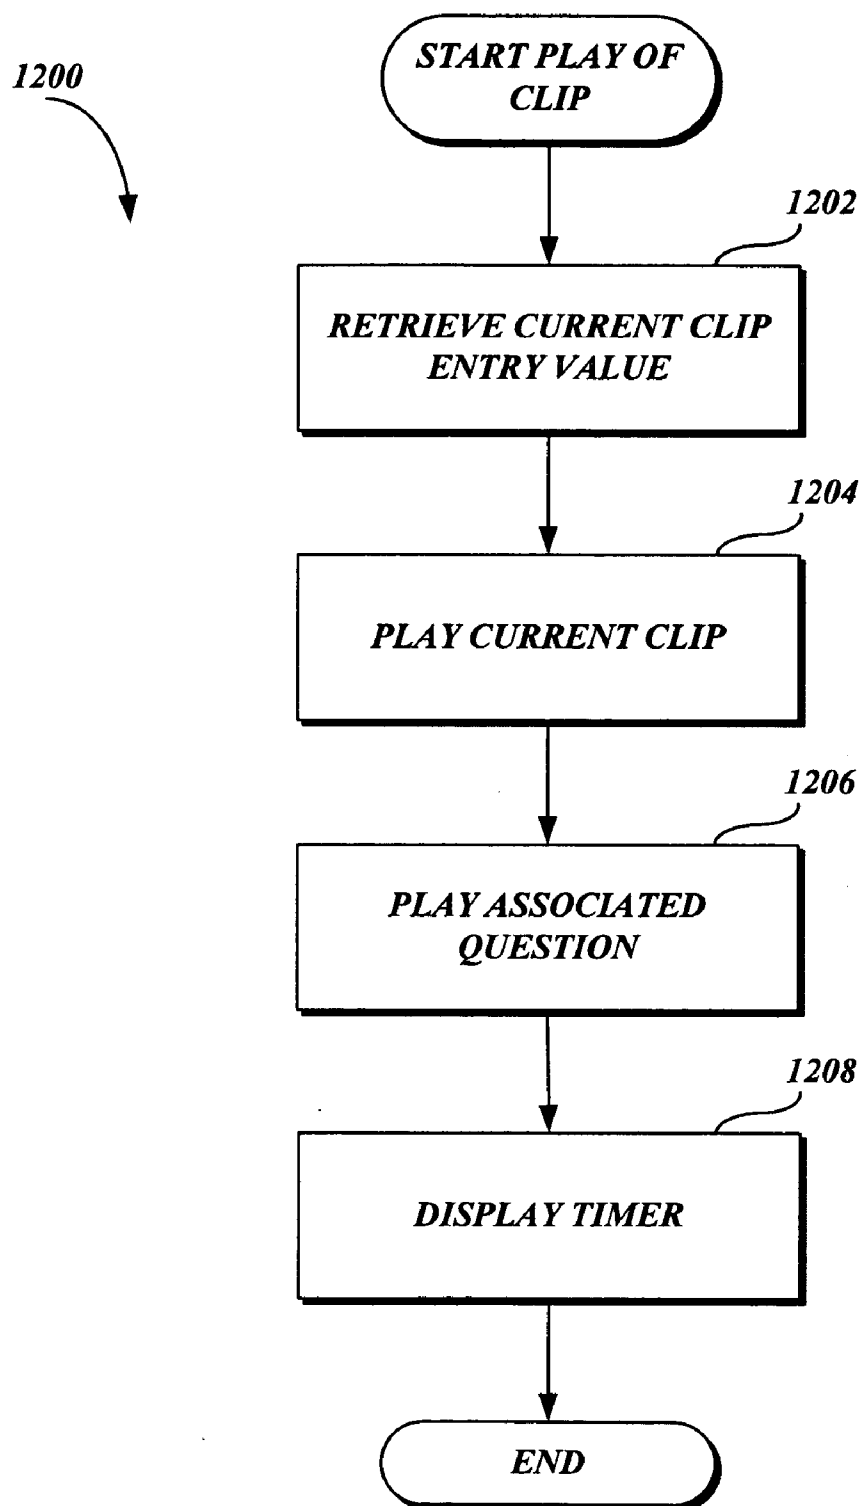 START PLAY OF
CLIP
1200
1202
RETRIEVE CURRENT CLIP
ENTRY VALUE
1204
PLAY CURRENT CLIP
1206
PLAY ASSOCIATED
QUESTION
1208
DISPLAY TIMER
END